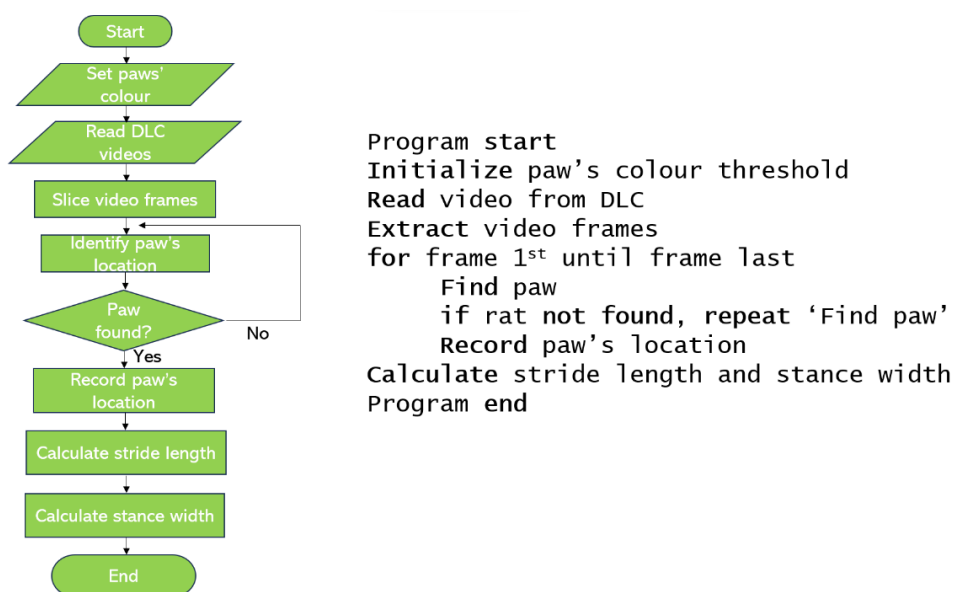 Start
Set paws'
colour
Read DLC
videos
Slice video frames
Identify paw's
location
Paw
found?
No
Yes
Record paw's
location
Calculate stride length
Calculate stance width
End
Program start
Initialize paw’s colour threshold
Read video from DLC
Extract video frames
for frame 1st until frame last
Find paw
if rat not found, repeat ‘Find paw’
Record paw’s location
Calculate stride length and stance width
Program end